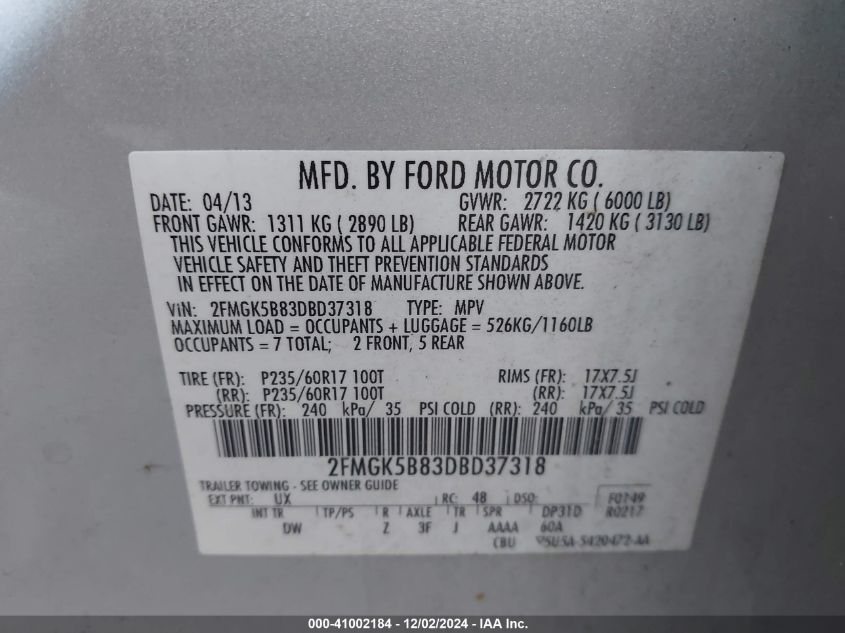 MFD. BY FORD MOTOR CO.
DATE: 04/13 GVWR: 2722 KG ( 6000 LB)
FRONT GAWR: 1311 KG ( 2890 LB) REAR GAWR: 1420 KG ( 3130 LB)
THIS VEHICLE CONFORMS TO ALL APPLICABLE FEDERAL MOTOR
VEHICLE SAFETY AND THEFT PREVENTION STANDARDS
IN EFFECT ON THE DATE OF MANUFACTURE SHOWN ABOVE.
VIN: 2FMGK5B83DBD37318 TYPE: MPV
MAXIMUM LOAD = OCCUPANTS + LUGGAGE = 526KG/1160LB
OCCUPANTS = 7 TOTAL; 2 FRONT, 5 REAR
TIRE (FR): P235/60R17 100T RIMS (FR): 17X7.5J
(RR): P235/60R17 100T (RR): 17X7.5J
PRESSURE (FR): 240 kPa/ 35 PSI COLD (RR): 240 kPa/ 35 PSI COLD
2FMGK5B83DBD37318
TRAILER TOWING - SEE OWNER GUIDE
EXT PNT: UX RC: 48 DSO: F0149
INT TR TP/PS R AXLE TR SPR DP31D R0217
DW Z 3F J AAAA 60A
CBU 5U5A-5420472-AA
000-41002184 - 12/02/2024 - IAA Inc.